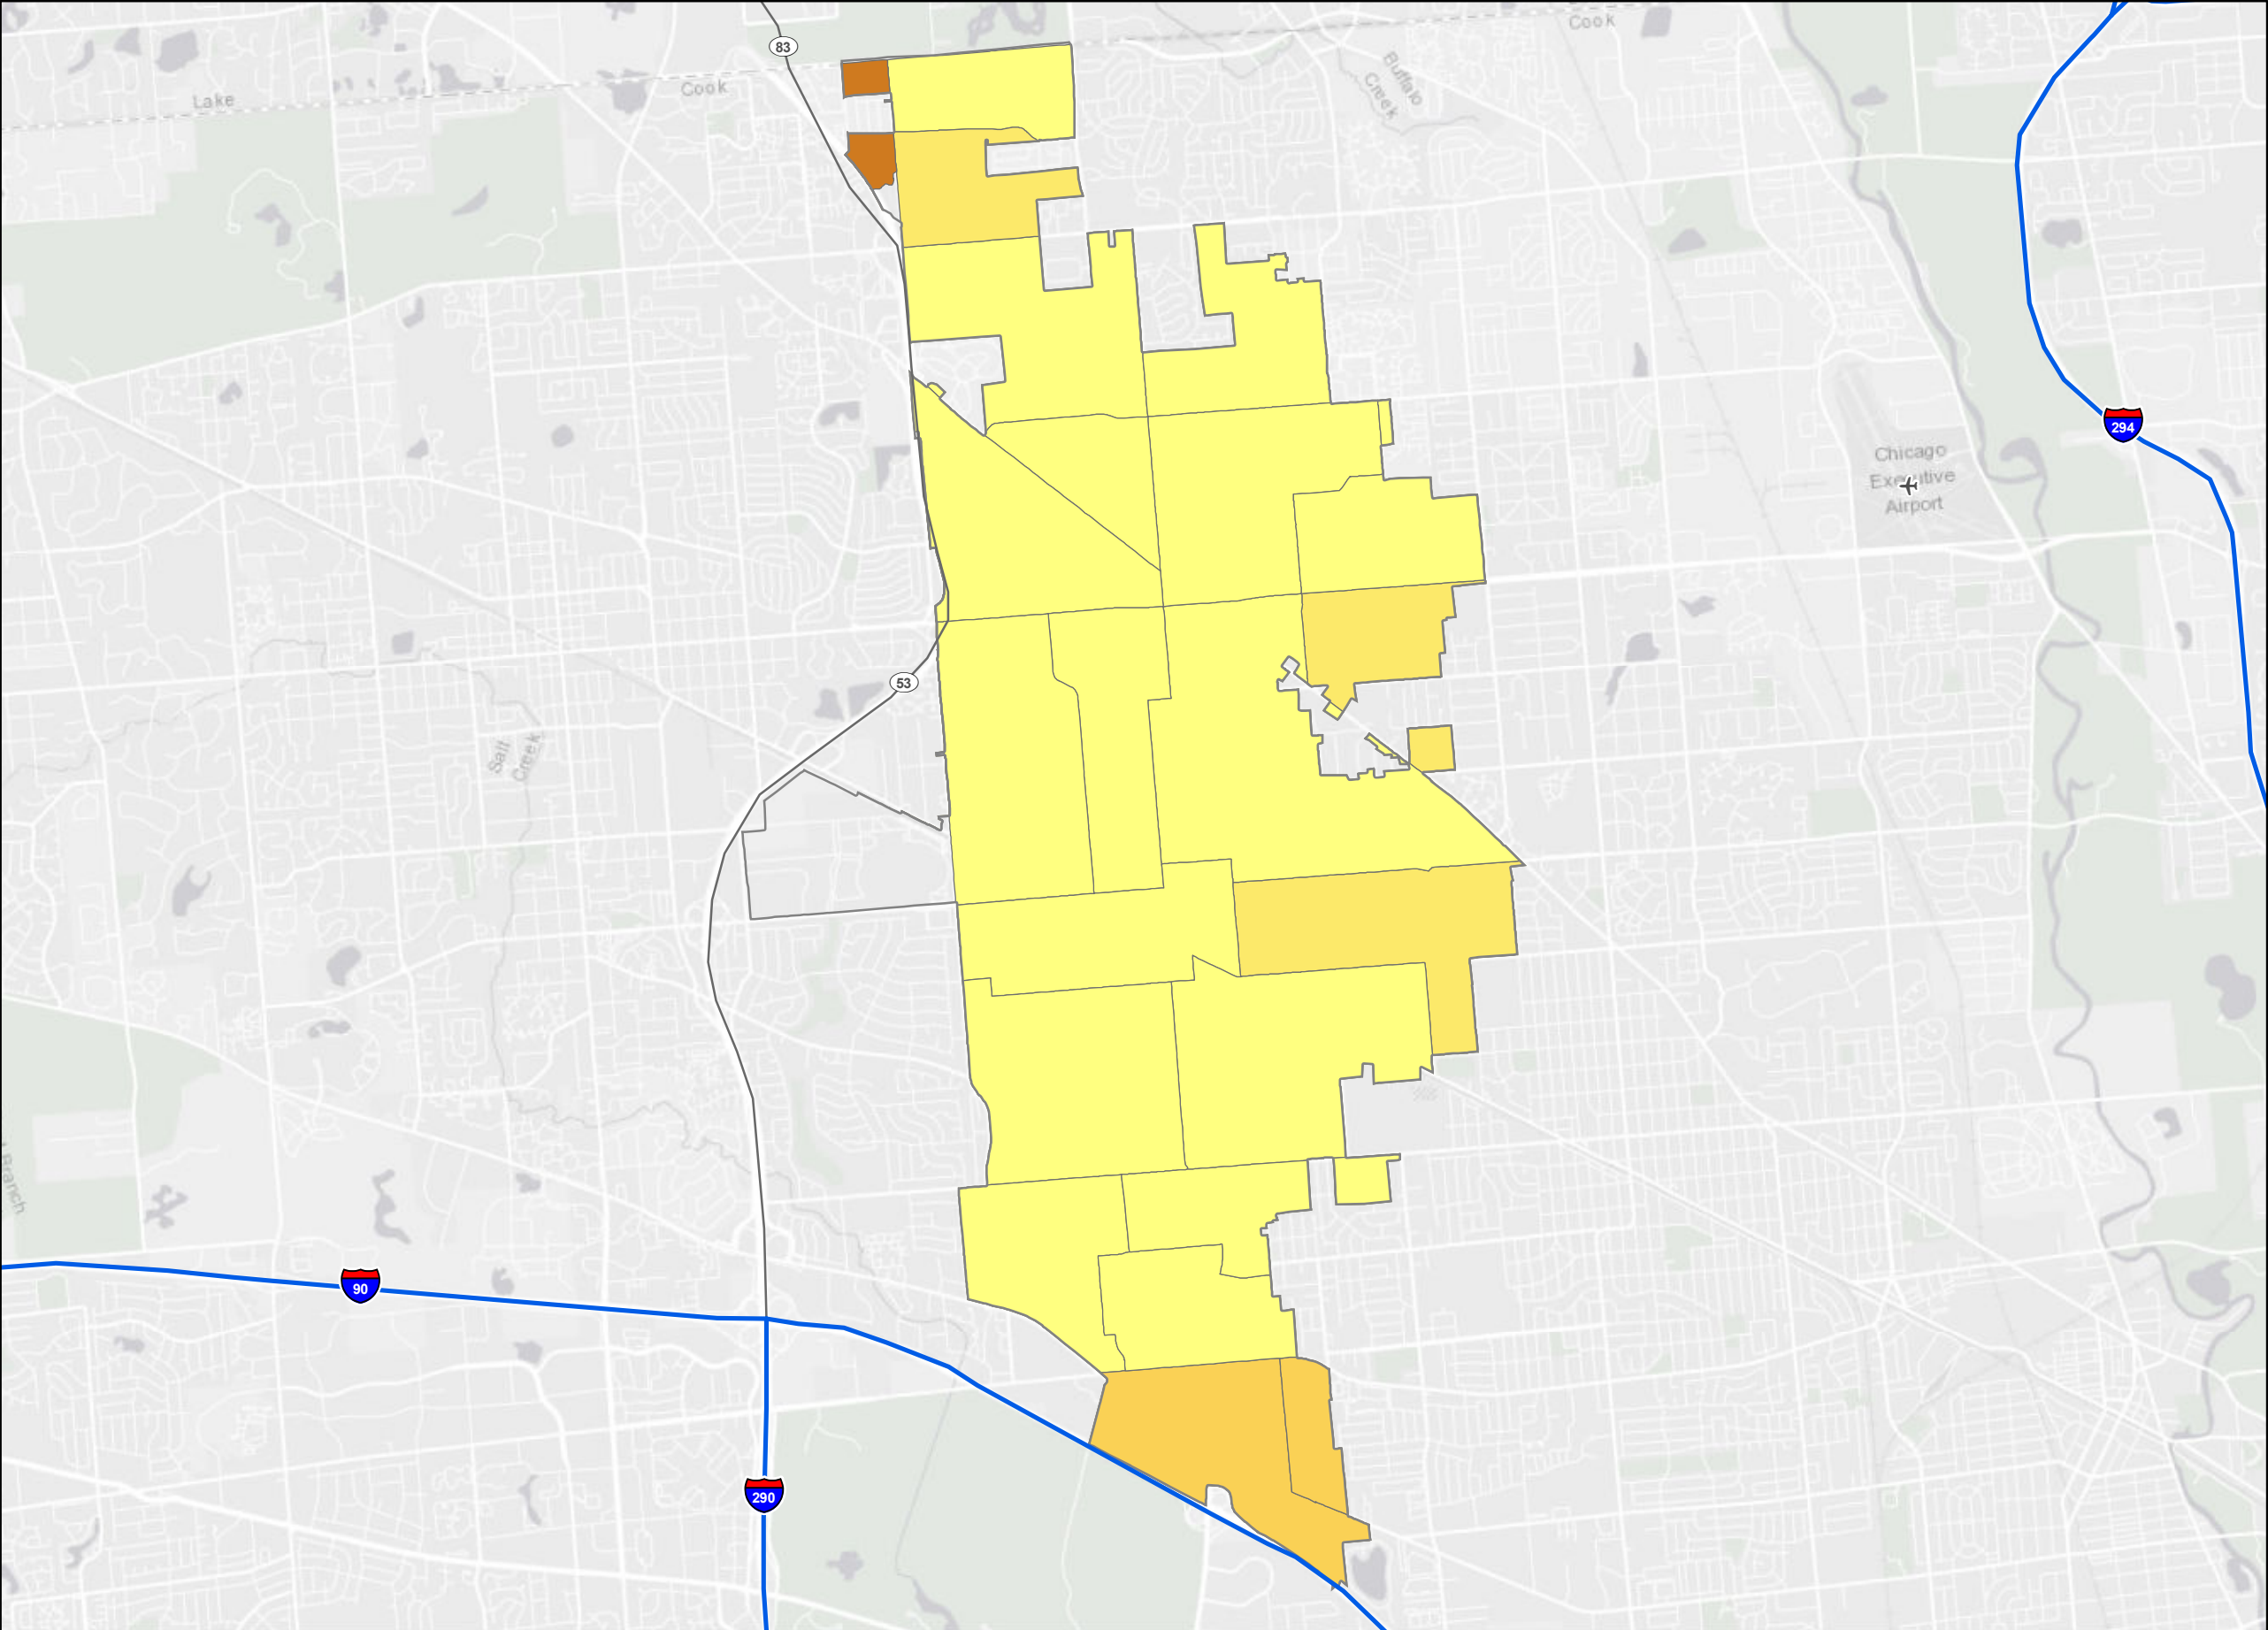 Cook
83
Buffalo
Creek
Lake
Cook
294
Chicago
Executive
Airport
53
Salt
Creek
Branch
90
290